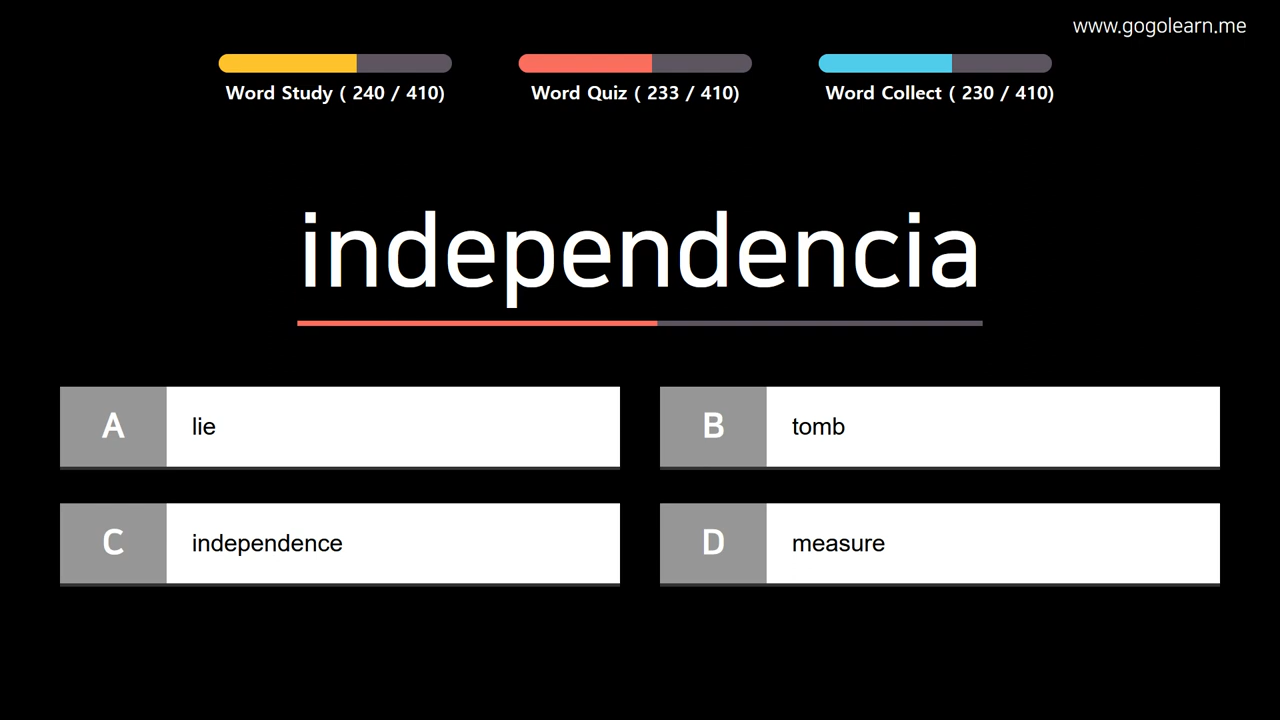 www.gogolearn.me
Word Study ( 240 / 410)
Word Quiz ( 233 / 410)
Word Collect ( 230 / 410)
independencia
A lie
B tomb
C independence
D measure